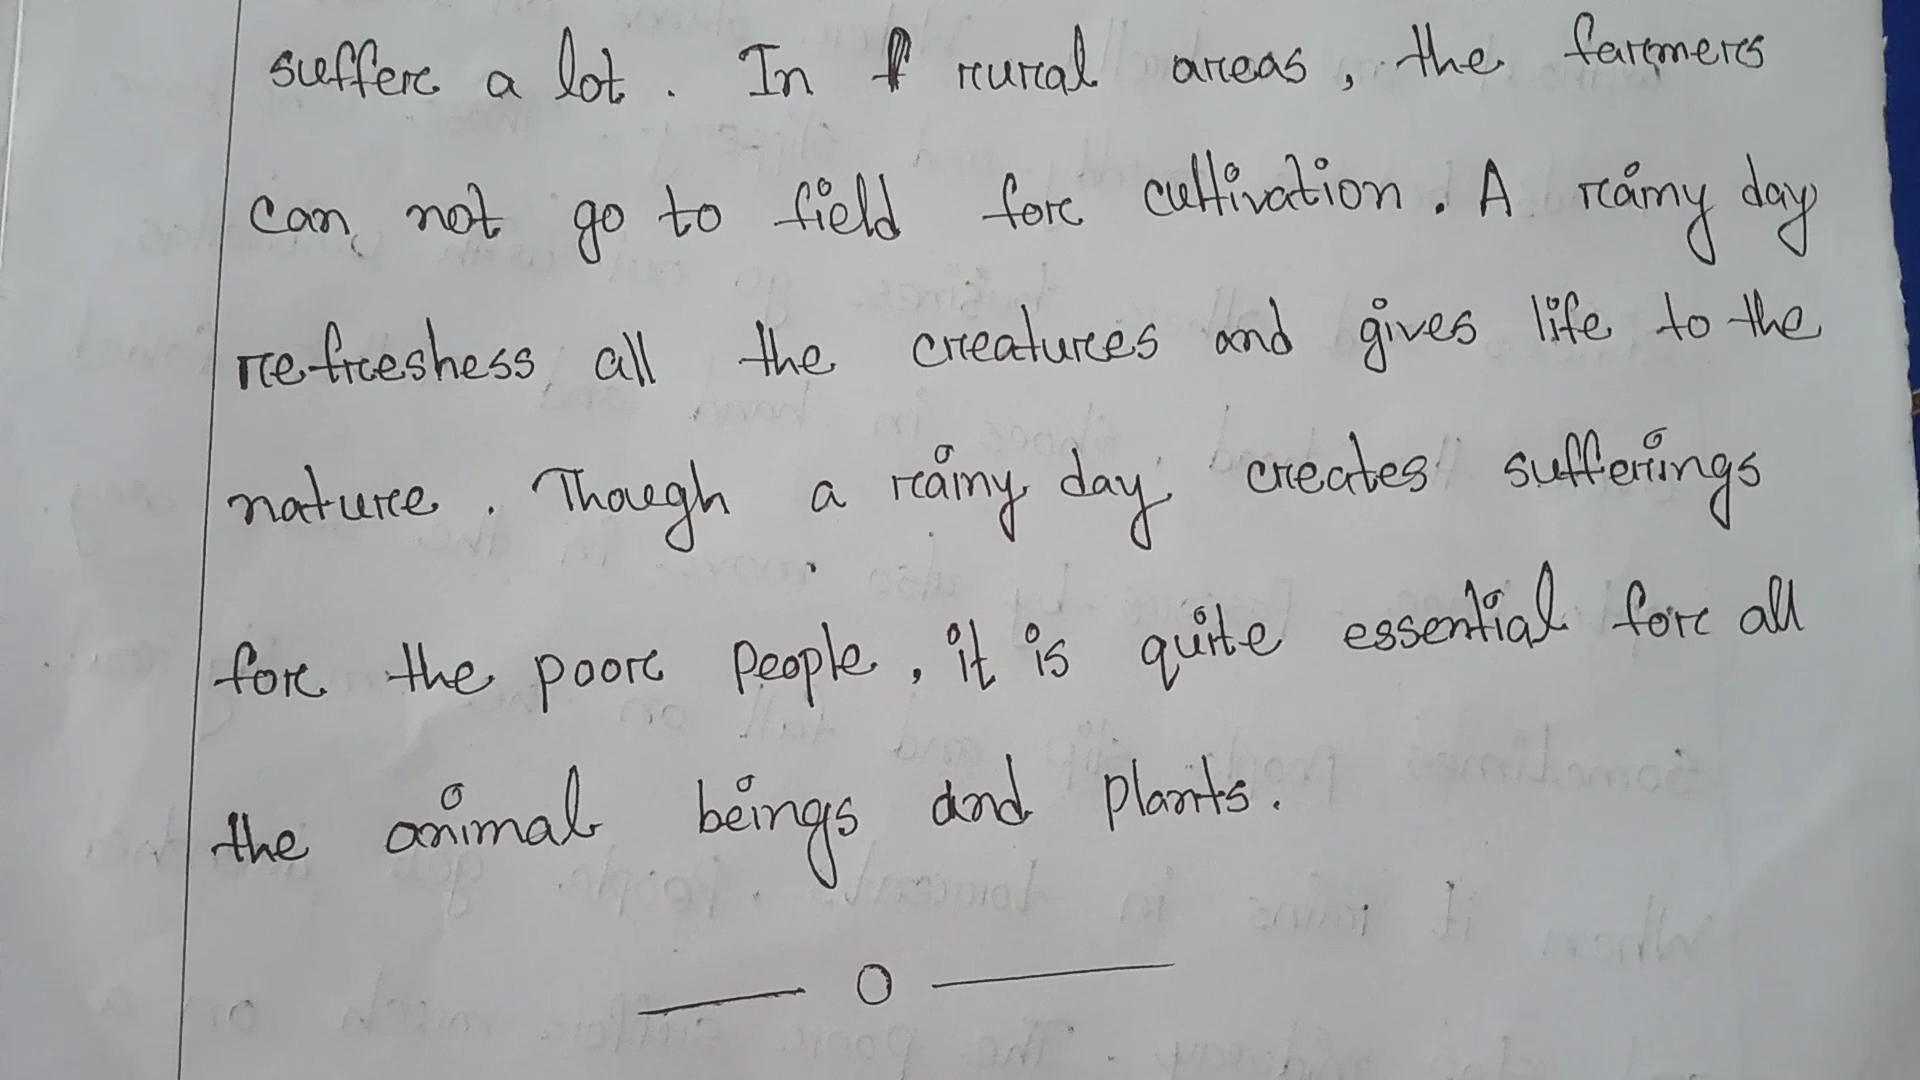 suffer a lot. In rural areas, the farmers
can not go to field for cultivation. A rainy day
refreshess all the creatures and gives life to the
nature. Though a rainy day creates sufferings
for the poor people, it is quite essential for all
the animal beings and plants.
— 0 —